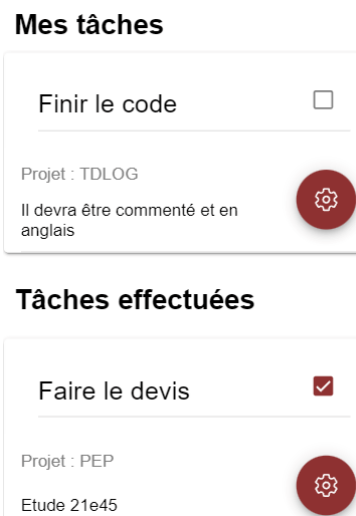 Mes tâches
Finir le code
Projet : TDLOG
Il devra être commenté et en
anglais
Tâches effectuées
Faire le devis
Projet : PEP
Etude 21e45